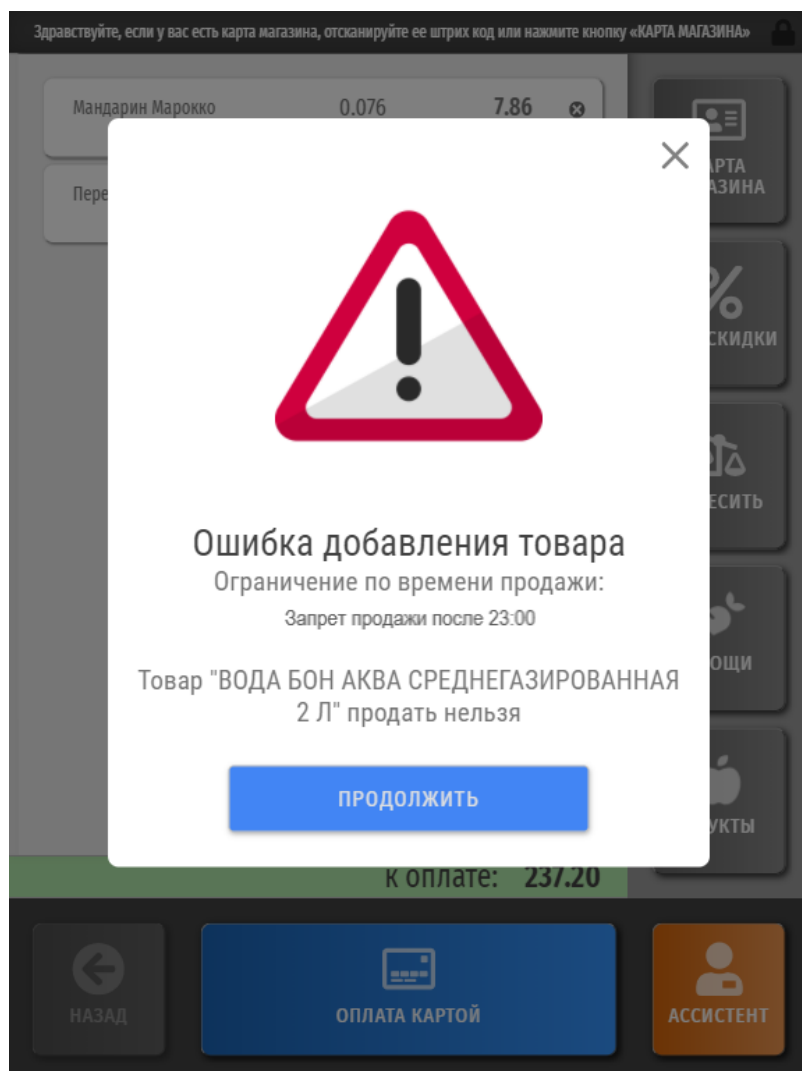 Здравствуйте, если у вас есть карта магазина, отсканируйте ее штрих код или нажмите кнопку «КАРТА МАГАЗИНА»
Мандарин Марокко 0.076 7.86
Ошибка добавления товара
Ограничение по времени продажи:
Запрет продажи после 23:00
Товар "ВОДА БОН АКВА СРЕДНЕГАЗИРОВАННАЯ
2 Л" продать нельзя
ПРОДОЛЖИТЬ
СКИДКИ
к оплате: 237.20
НАЗАД
ОПЛАТА КАРТОЙ
АССИСТЕНТ